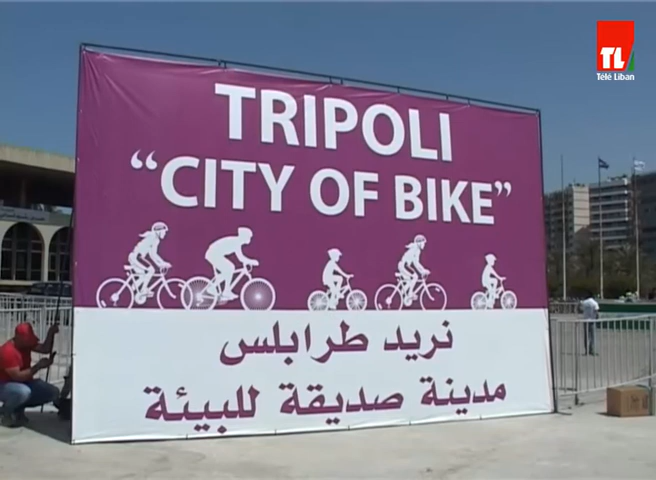 TL
Télé Liban
TRIPOLI
“CITY OF BIKE”
نريد طرابلس
مدينة صديقة للبيئة